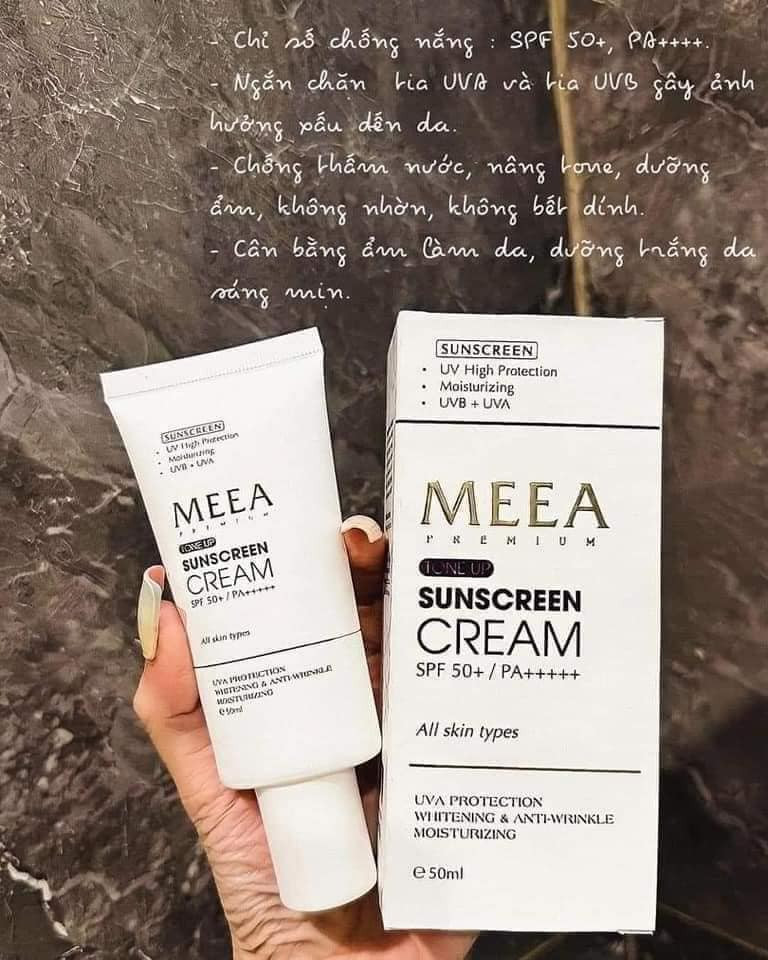 - Chỉ số chống nắng : SPF 50+, PA++++.
- Ngắn chặn tia UVA và tia UVB gây ảnh
hưởng xấu đến da.
- Chống thấm nước, nâng tone, dưỡng
ẩm, không nhờn, không bết dính.
- Cân bằng ẩm làm da, dưỡng trắng da
sáng mịn.
SUNSCREEN
• UV High Protection
• Moisturizing
• UVB + UVA
MEEA
PREMIUM
TONE UP
SUNSCREEN
CREAM
SPF 50+ / PA+++++
All skin types
UVA PROTECTION
WHITENING & ANTI-WRINKLE
MOISTURIZING
℮50ml
SUNSCREEN
• UV High Protection
• Moisturizing
• UVB + UVA
MEEA
PREMIUM
TONE UP
SUNSCREEN
CREAM
SPF 50+ / PA+++++
All skin types
UVA PROTECTION
WHITENING & ANTI-WRINKLE
MOISTURIZING
℮50ml